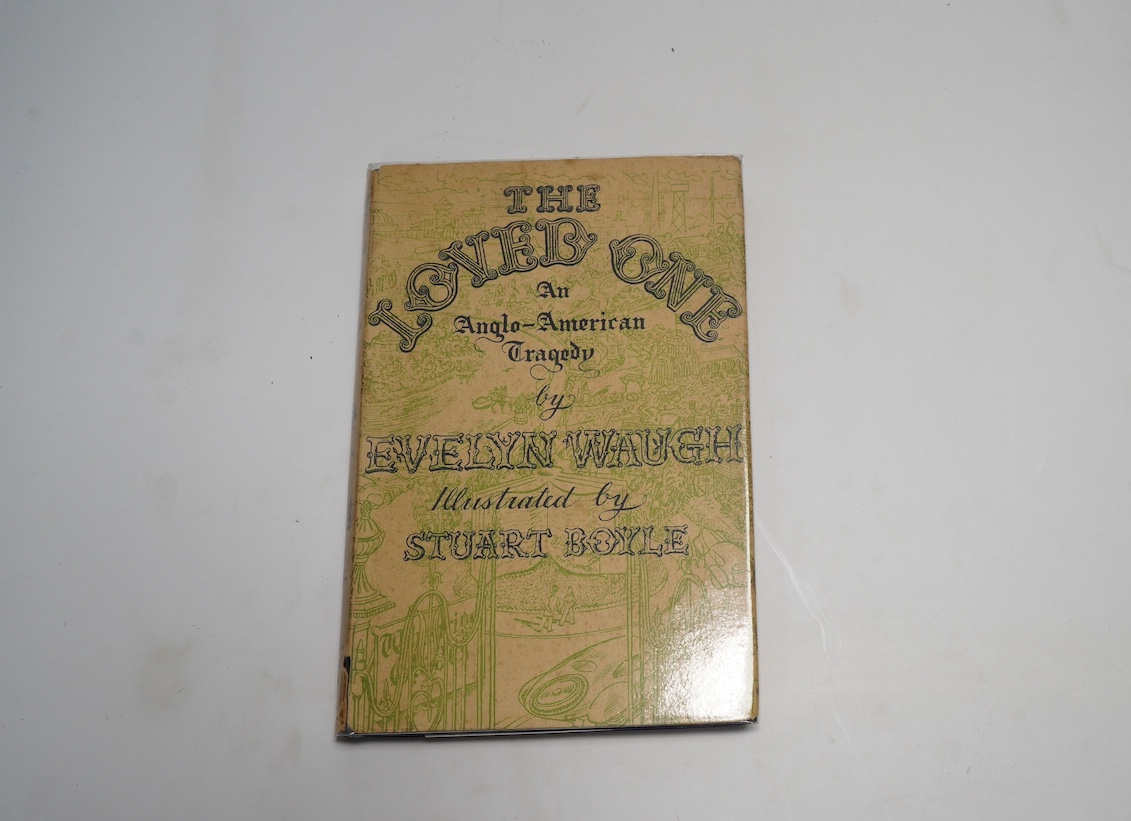 THE
LOVED ONE
An
Anglo-American
Tragedy
by
EVELYN WAUGH
Illustrated by
STUART BOYLE